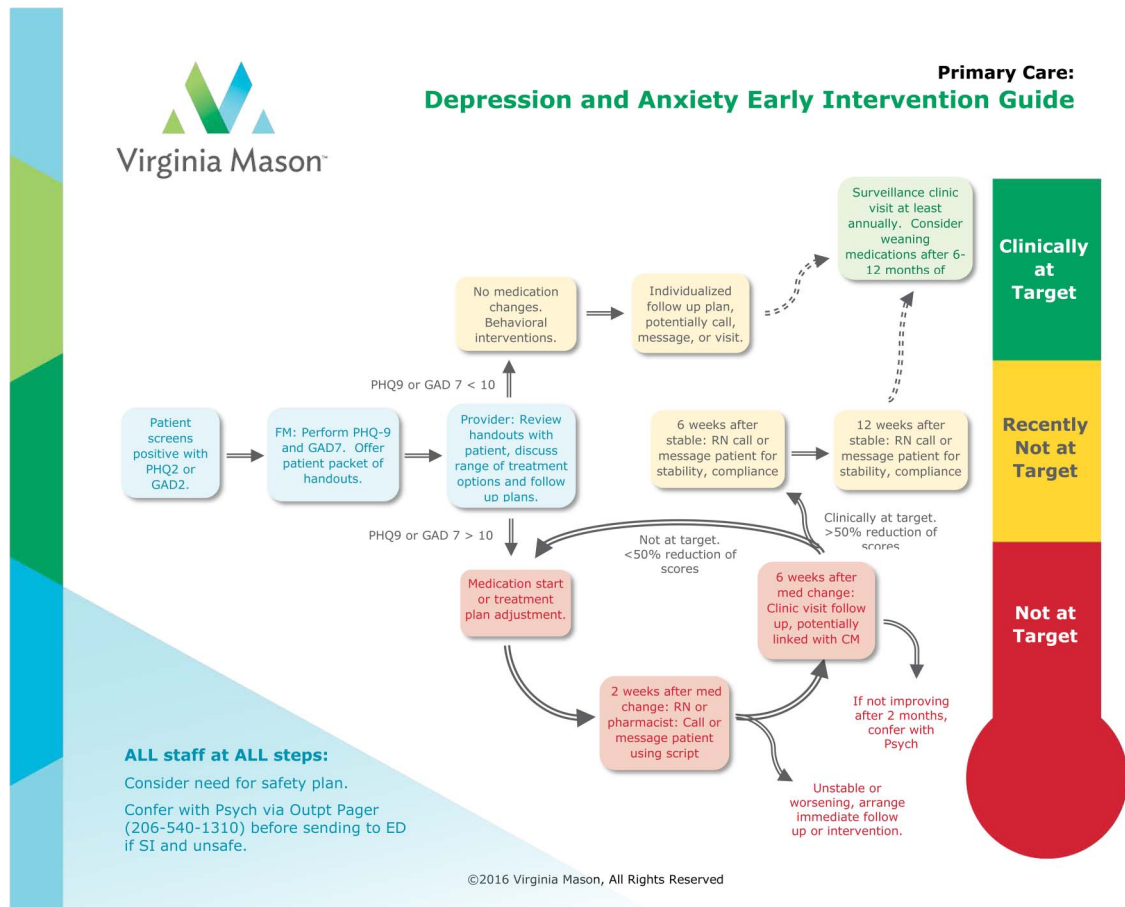 Virginia Mason™
Primary Care:
Depression and Anxiety Early Intervention Guide
Surveillance clinic
visit at least
annually. Consider
weaning
medications after 6-
12 months of
Clinically
at
Target
No medication
changes.
Behavioral
interventions.
Individualized
follow up plan,
potentially call,
message, or visit.
PHQ9 or GAD 7 < 10
Patient
screens
positive with
PHQ2 or
GAD2.
FM: Perform PHQ-9
and GAD7. Offer
patient packet of
handouts.
Provider: Review
handouts with
patient, discuss
range of treatment
options and follow
up plans.
6 weeks after
stable: RN call or
message patient for
stability, compliance
12 weeks after
stable: RN call or
message patient for
stability, compliance
Recently
Not at
Target
PHQ9 or GAD 7 > 10
Not at target.
<50% reduction of
scores
Clinically at target.
>50% reduction of
scores
Medication start
or treatment
plan adjustment.
6 weeks after
med change:
Clinic visit follow
up, potentially
linked with CM
Not at
Target
2 weeks after med
change: RN or
pharmacist: Call or
message patient
using script
If not improving
after 2 months,
confer with
Psych
Unstable or
worsening, arrange
immediate follow
up or intervention.
ALL staff at ALL steps:
Consider need for safety plan.
Confer with Psych via Outpt Pager
(206-540-1310) before sending to ED
if SI and unsafe.
©2016 Virginia Mason, All Rights Reserved